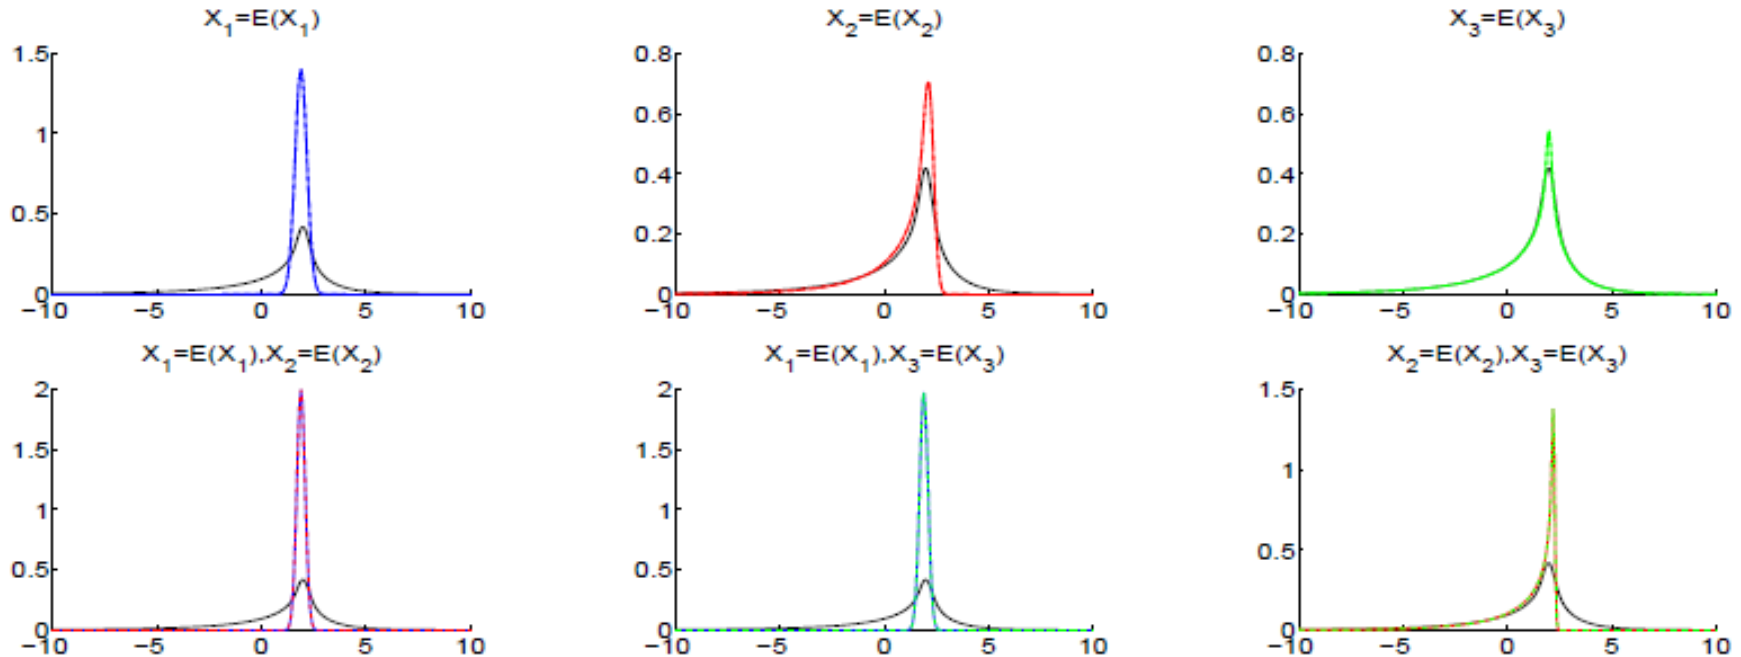 X₁=E(X₁)
X₂=E(X₂)
X₃=E(X₃)
1.5
1
0.5
0
−10 −5 0 5 10
0.8
0.6
0.4
0.2
0
−10 −5 0 5 10
0.8
0.6
0.4
0.2
0
−10 −5 0 5 10
X₁=E(X₁),X₂=E(X₂)
X₁=E(X₁),X₃=E(X₃)
X₂=E(X₂),X₃=E(X₃)
2
1.5
1
0.5
0
−10 −5 0 5 10
2
1.5
1
0.5
0
−10 −5 0 5 10
1.5
1
0.5
0
−10 −5 0 5 10